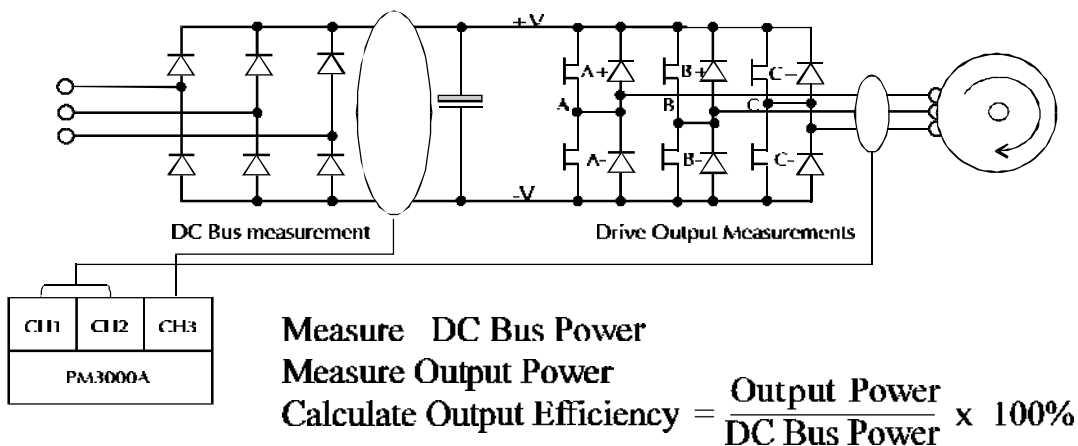 +V
A+ B+ C-
A B C
A- B- C-
-V
DC Bus measurement
Drive Output Measurements
CH1 CH2 CH3
PM3000A
Measure DC Bus Power
Measure Output Power
Calculate Output Efficiency = Output Power / DC Bus Power x 100%